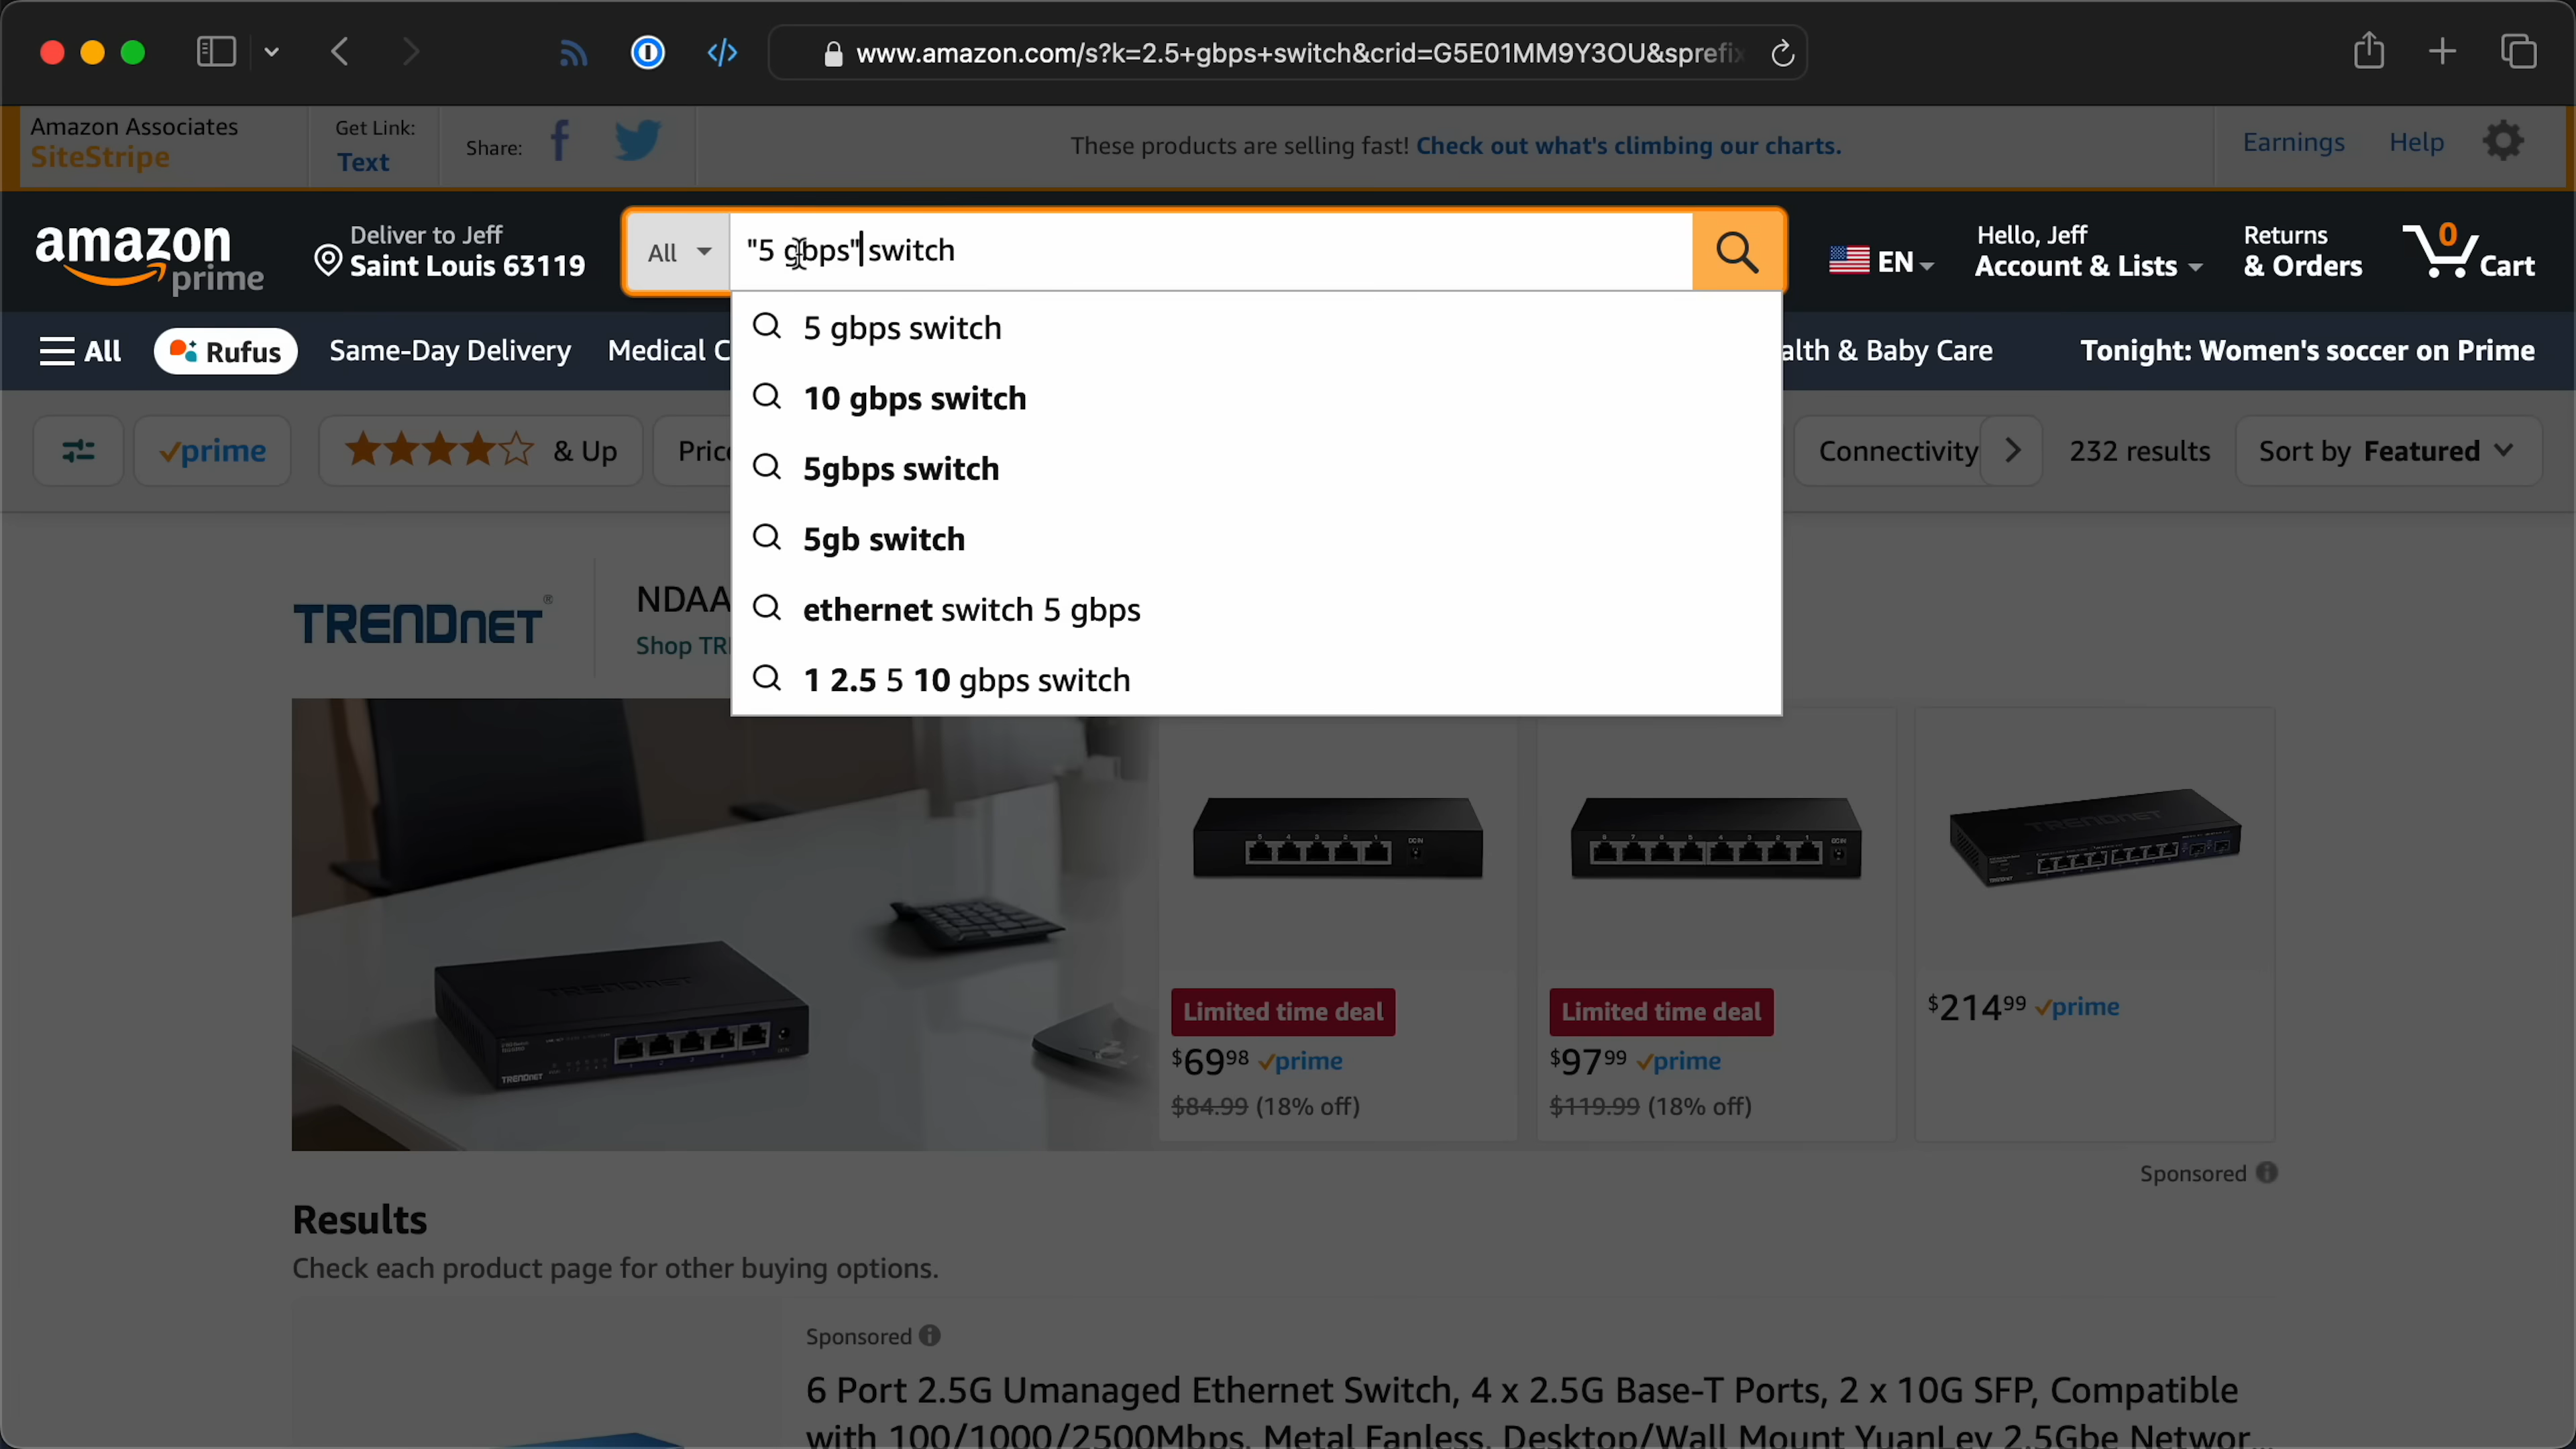 www.amazon.com/s?k=2.5+gbps+switch&crid=G5E01MM9Y3OU&sprefix
Amazon Associates
SiteStripe
Get Link:
Text
Share:
These products are selling fast! Check out what's climbing our charts.
Earnings
Help
amazon
prime
Deliver to Jeff
Saint Louis 63119
All
"5 gbps" switch
EN
Hello, Jeff
Account & Lists
Returns
& Orders
0
Cart
All
Rufus
Same-Day Delivery
Medical C
alth & Baby Care
Tonight: Women's soccer on Prime
5 gbps switch
10 gbps switch
5gbps switch
5gb switch
ethernet switch 5 gbps
1 2.5 5 10 gbps switch
prime
& Up
Price
Connectivity
232 results
Sort by Featured
TRENDNET®
NDAA
Shop TR
TRENDNET
Limited time deal
$69.98 prime
$84.99 (18% off)
Limited time deal
$97.99 prime
$119.99 (18% off)
$214.99 prime
Sponsored
Results
Check each product page for other buying options.
Sponsored
6 Port 2.5G Umanaged Ethernet Switch, 4 x 2.5G Base-T Ports, 2 x 10G SFP, Compatible
with 100/1000/2500Mbps, Metal Fanless, Desktop/Wall Mount YuanLey 2.5Gbe Networ...